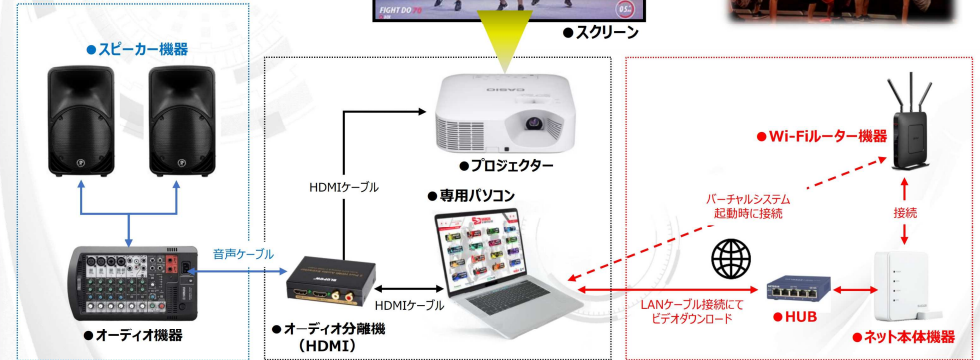 FIGHT DO
●スクリーン
●スピーカー機器
●Wi-Fiルーター機器
CASIO
●プロジェクター
HDMIケーブル
●専用パソコン
バーチャルシステム
起動時に接続
接続
音声ケーブル
HDMIケーブル
LANケーブル接続にて
ビデオダウンロード
●オーディオ機器
●オーディオ分離機
(HDMI)
●HUB
●ネット本体機器